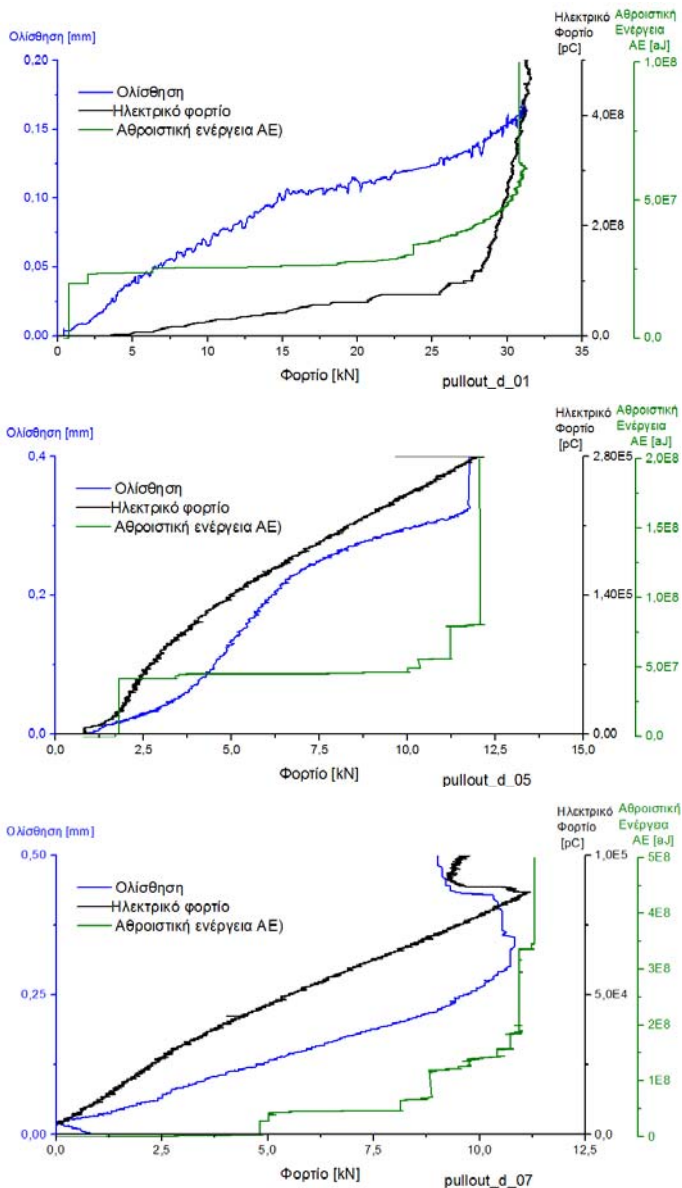 Ολίσθηση [mm]
Ηλεκτρικό
Φορτίο
[pC]
Αθροιστική
Ενέργεια
AE [aJ]
0,20
0,15
0,10
0,05
0,00
Ολίσθηση
Ηλεκτρικό φορτίο
Αθροιστική ενέργεια AE)
4,0E8
2,0E8
0,0
1,0E8
5,0E7
0,0
0
5
10
15
20
25
30
35
Φορτίο [kN]
pullout_d_01
Ολίσθηση [mm]
Ηλεκτρικό
Φορτίο
[pC]
Αθροιστική
Ενέργεια
AE [aJ]
0,4
0,2
0,0
Ολίσθηση
Ηλεκτρικό φορτίο
Αθροιστική ενέργεια AE)
2,80E5
1,40E5
0,00
2,0E8
1,5E8
1,0E8
5,0E7
0,0
0,0
2,5
5,0
7,5
10,0
12,5
15,0
Φορτίο [kN]
pullout_d_05
Ολίσθηση [mm]
Ηλεκτρικό
Φορτίο
[pC]
Αθροιστική
Ενέργεια
AE [aJ]
0,50
0,25
0,00
Ολίσθηση
Ηλεκτρικό φορτίο
Αθροιστική ενέργεια AE)
1,0E5
5,0E4
0,0
5E8
4E8
3E8
2E8
1E8
0
0,0
2,5
5,0
7,5
10,0
12,5
Φορτίο [kN]
pullout_d_07